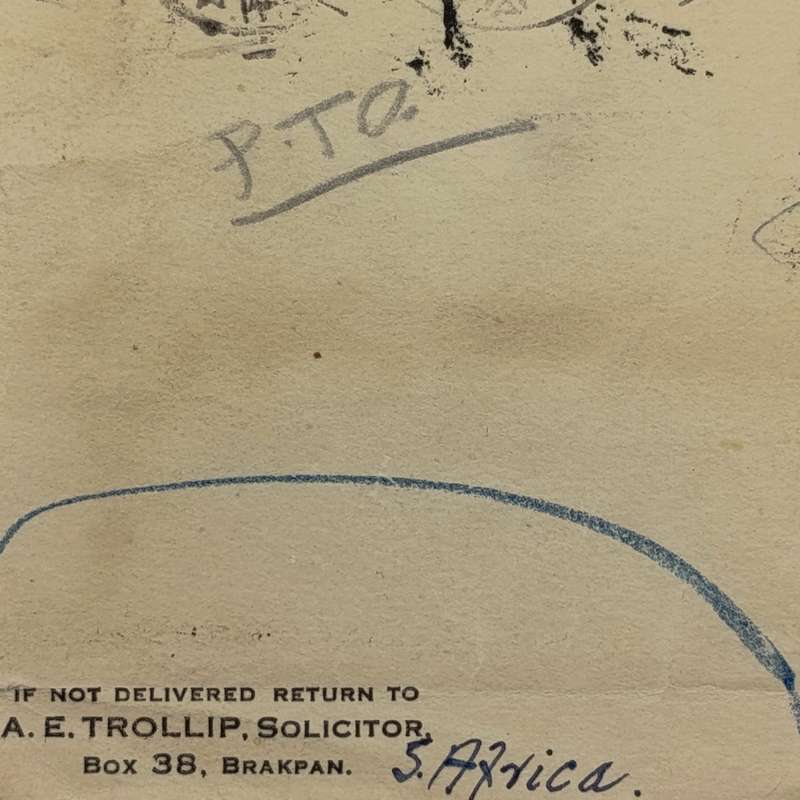 P.T.O.
IF NOT DELIVERED RETURN TO
A. E. TROLLIP, SOLICITOR,
BOX 38, BRAKPAN.
S. Africa.